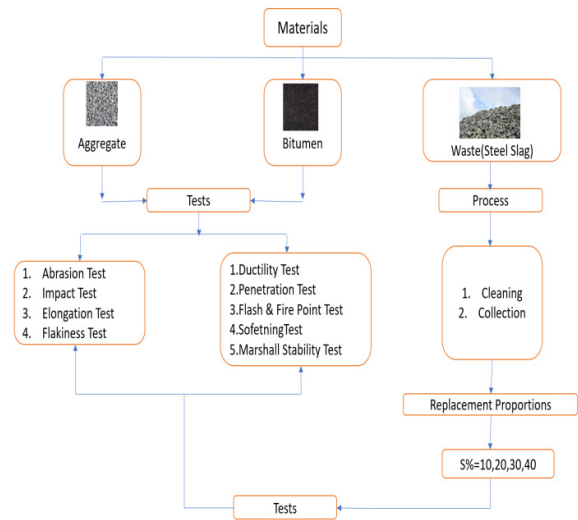 Materials
Aggregate
Bitumen
Waste(Steel Slag)
Tests
Process
1. Abrasion Test
2. Impact Test
3. Elongation Test
4. Flakiness Test
1.Ductility Test
2.Penetration Test
3.Flash & Fire Point Test
4.SofetningTest
5.Marshall Stability Test
1. Cleaning
2. Collection
Replacement Proportions
S%=10,20,30,40
Tests